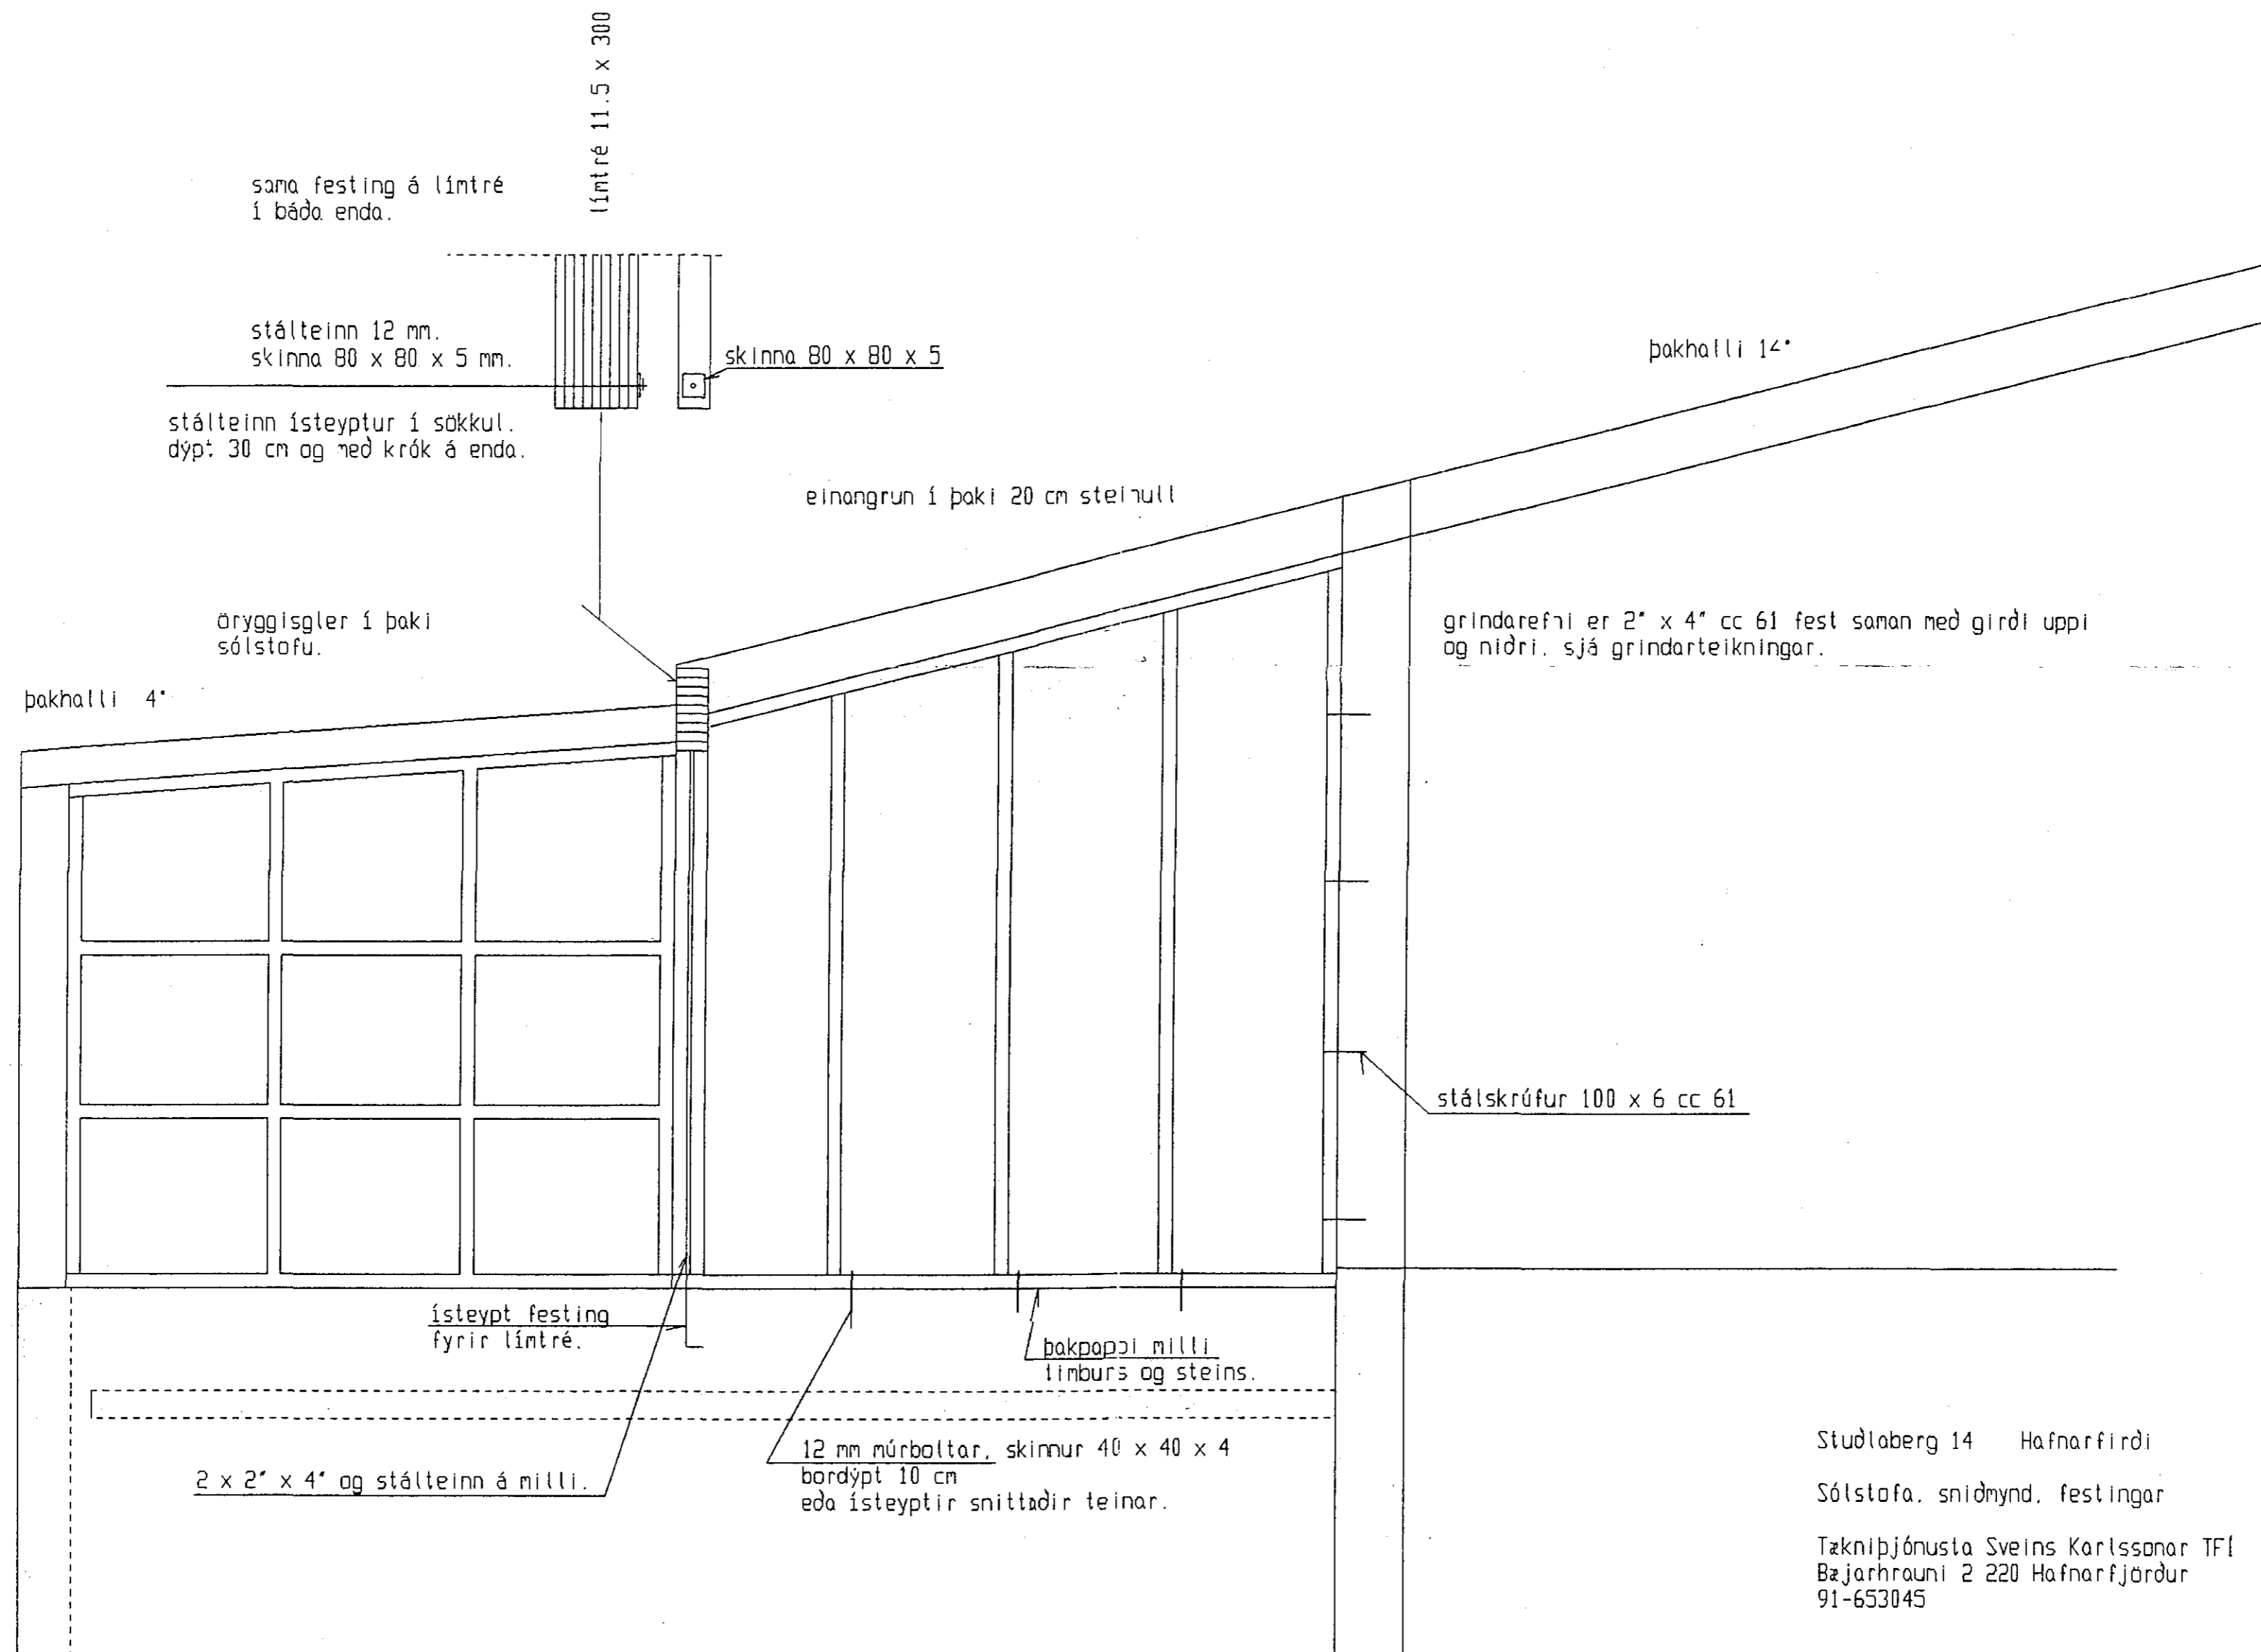 límtré 11.5 x 300
sama festing á límtré
í báða enda.
stálteinn 12 mm.
skinna 80 x 80 x 5 mm.
skinna 80 x 80 x 5
stálteinn ísteyptur í sökkul.
dýpt 30 cm og með krók á enda.
þakhalli 14°
einangrun í þaki 20 cm steinull
öryggisgler í þaki
sólstofu.
þakhalli 4°
grindarefni er 2" x 4" cc 61 fest saman með girði uppi
og niðri. sjá grindarteikningar.
stálskrúfur 100 x 6 cc 61
ísteypt festing
fyrir límtré.
þakpappi milli
timburs og steins.
2 x 2" x 4" og stálteinn á milli.
12 mm múrboltar, skinnur 40 x 40 x 4
bordýpt 10 cm
eða ísteyptir snittaðir teinar.
Stuðlaberg 14 Hafnarfirði
Sólstofa, sniðmynd, festingar
Tækniþjónusta Sveins Karlssonar TFÍ
Bæjarhrauni 2 220 Hafnarfjörður
91-653045